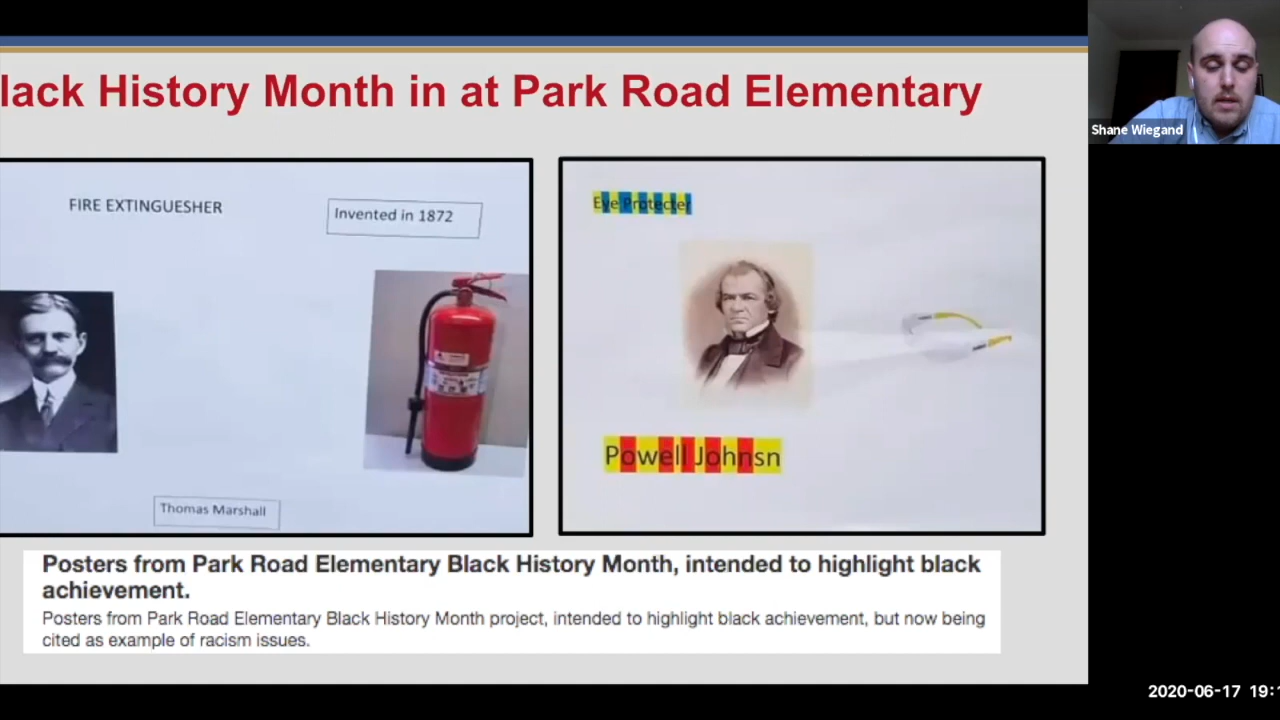 lack History Month in at Park Road Elementary
Shane Wiegand
FIRE EXTINGUESHER
Invented in 1872
Thomas Marshall
Eye Protecter
Powell Johnsn
Posters from Park Road Elementary Black History Month, intended to highlight black
achievement.
Posters from Park Road Elementary Black History Month project, intended to highlight black achievement, but now being
cited as example of racism issues.
2020-06-17 19:1